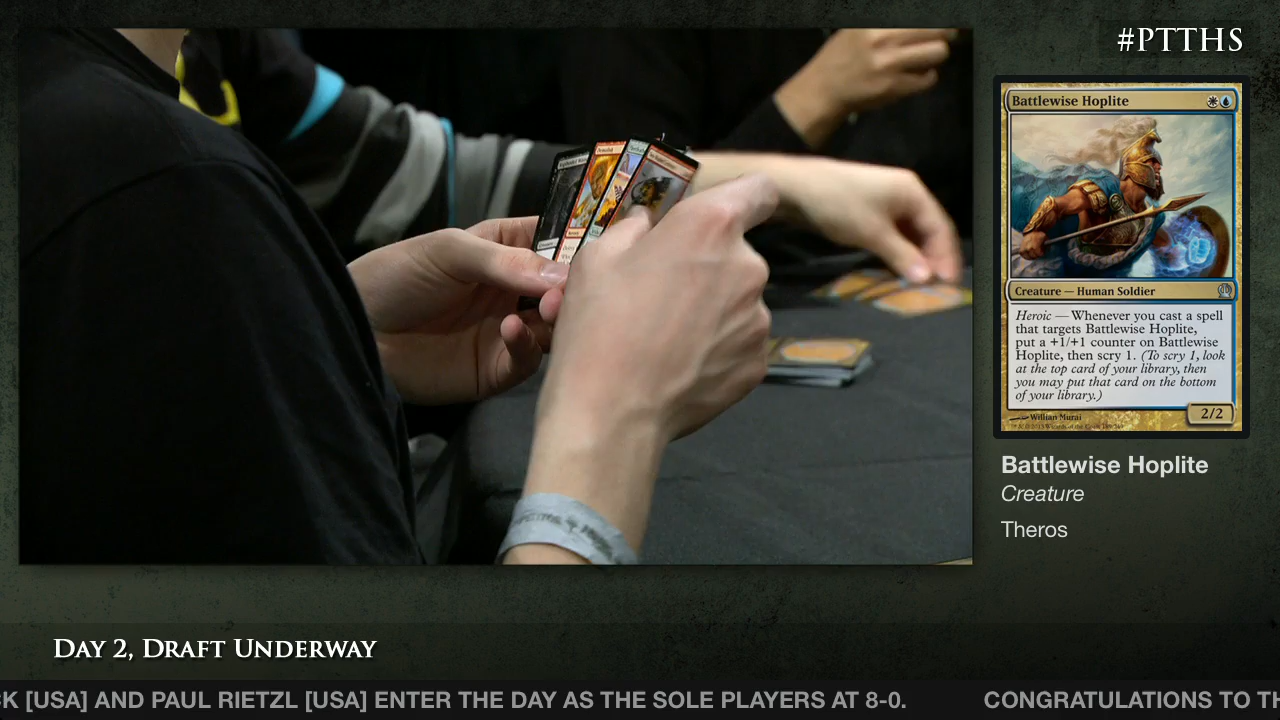 #PTTHS
Battlewise Hoplite
Creature — Human Soldier
Heroic — Whenever you cast a spell
that targets Battlewise Hoplite,
put a +1/+1 counter on Battlewise
Hoplite, then scry 1. (To scry 1, look
at the top card of your library, then
you may put that card on the bottom
of your library.)
Willian Murai
2/2
Battlewise Hoplite
Creature
Theros
Day 2, Draft Underway
CK [USA] AND PAUL RIETZL [USA] ENTER THE DAY AS THE SOLE PLAYERS AT 8-0. CONGRATULATIONS TO TH